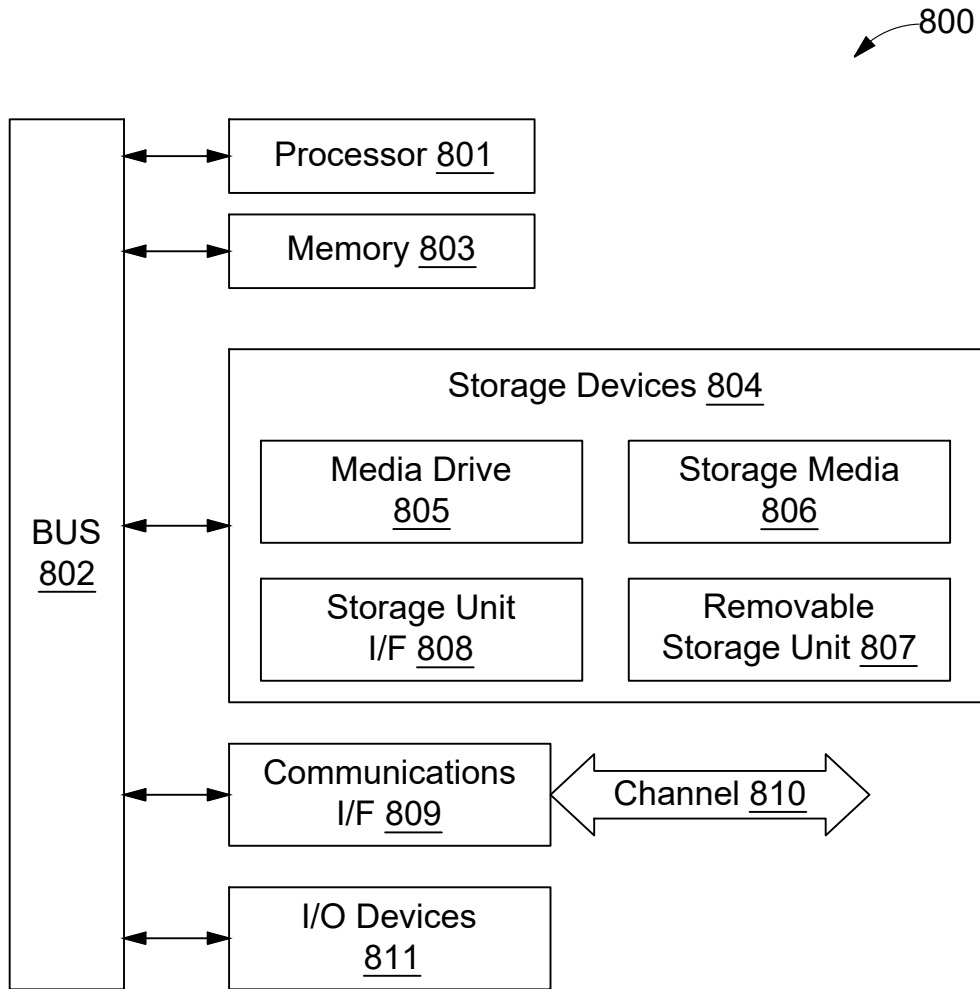 800
Processor 801
Memory 803
Storage Devices 804
Media Drive
805
Storage Media
806
BUS
802
Storage Unit
I/F 808
Removable
Storage Unit 807
Communications
I/F 809
Channel 810
I/O Devices
811